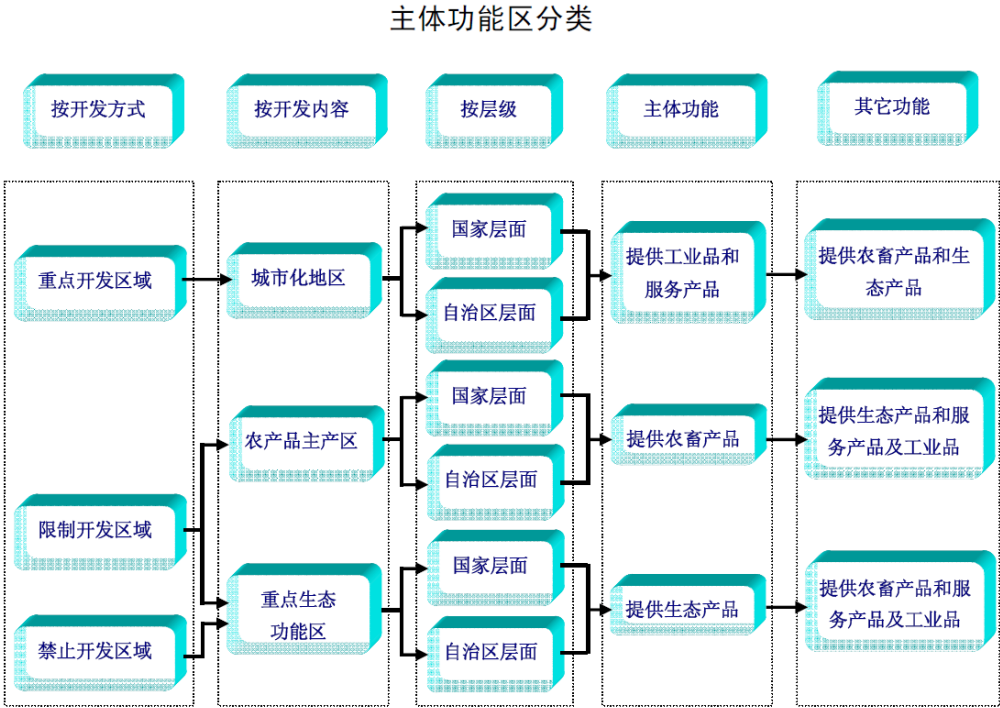 主体功能区分类
按开发方式
按开发内容
按层级
主体功能
其它功能
重点开发区域
城市化地区
国家层面
自治区层面
提供工业品和
服务产品
提供农畜产品和生
态产品
限制开发区域
农产品主产区
国家层面
自治区层面
提供农畜产品
提供生态产品和服
务产品及工业品
禁止开发区域
重点生态
功能区
国家层面
自治区层面
提供生态产品
提供农畜产品和服
务产品及工业品